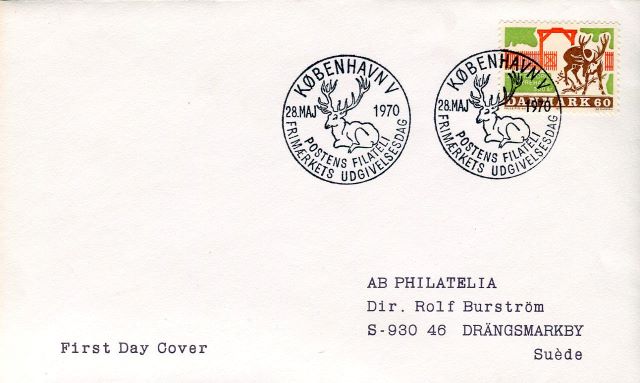 KØBENHAVN V
28. MAJ 1970
POSTENS FILATELI
FRIMÆRKETS UDGIVELSESDAG
KØBENHAVN V
28. MAJ 1970
POSTENS FILATELI
FRIMÆRKETS UDGIVELSESDAG
DANMARK 60
AB PHILATELIA
Dir. Rolf Burström
S-930 46 DRÄNGSMARKBY
Suède
First Day Cover